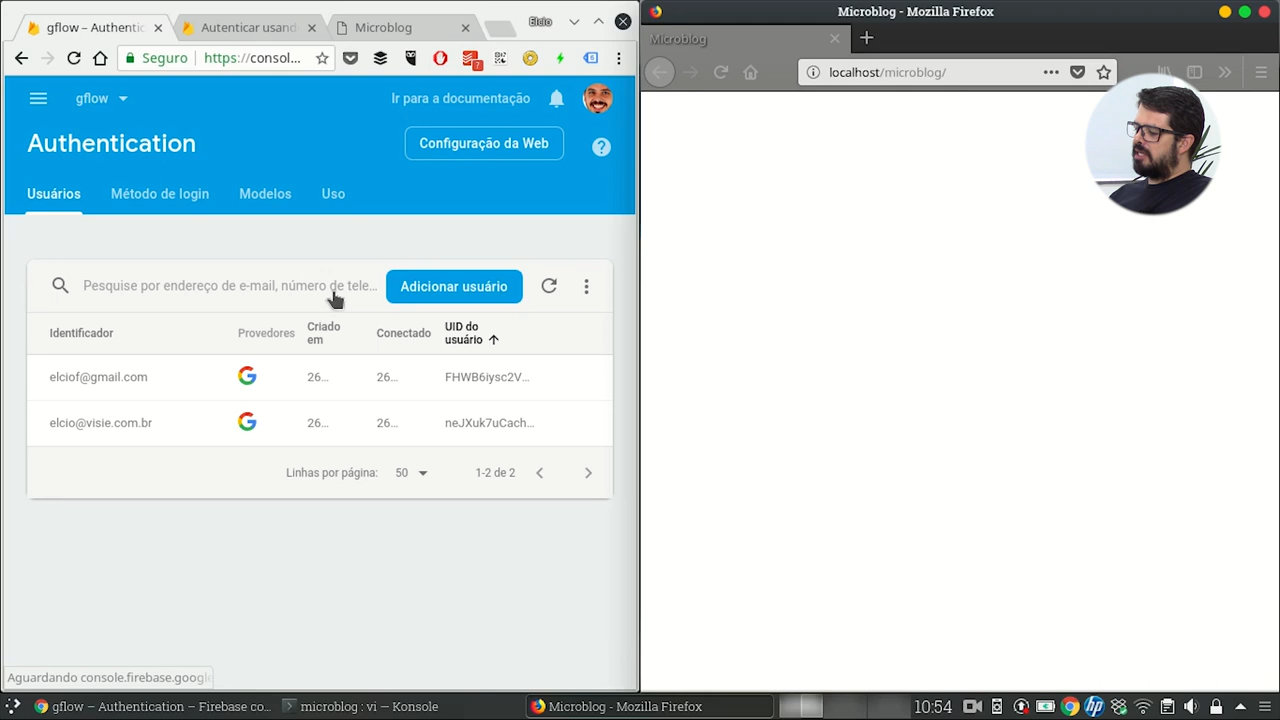 gflow – Authentic
Autenticar usand
Microblog
Elcio
Seguro
https://consol...
gflow
Ir para a documentação
Authentication
Configuração da Web
?
Usuários
Método de login
Modelos
Uso
Pesquise por endereço de e-mail, número de tele...
Adicionar usuário
Identificador
Provedores
Criado
em
Conectado
UID do
usuário
elciof@gmail.com
26...
26...
FHWB6iysc2V...
elcio@visie.com.br
26...
26...
neJXuk7uCach...
Linhas por página:
50
1-2 de 2
Aguardando console.firebase.google
Microblog - Mozilla Firefox
Microblog
localhost/microblog/
gflow – Authentication – Firebase co...
microblog : vi — Konsole
Microblog - Mozilla Firefox
10:54